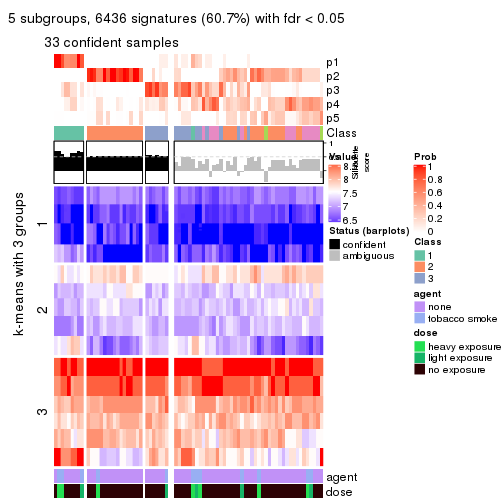 5 subgroups, 6436 signatures (60.7%) with fdr < 0.05
33 confident samples
p1
p2
p3
p4
p5
Class
1
Silhouette
score
k-means with 3 groups
1
2
3
agent
dose
Value
8
7.5
7
6.5
Status (barplots)
confident
ambiguous
Prob
1
0.8
0.6
0.4
0.2
0
Class
1
2
3
agent
none
tobacco smoke
dose
heavy exposure
light exposure
no exposure